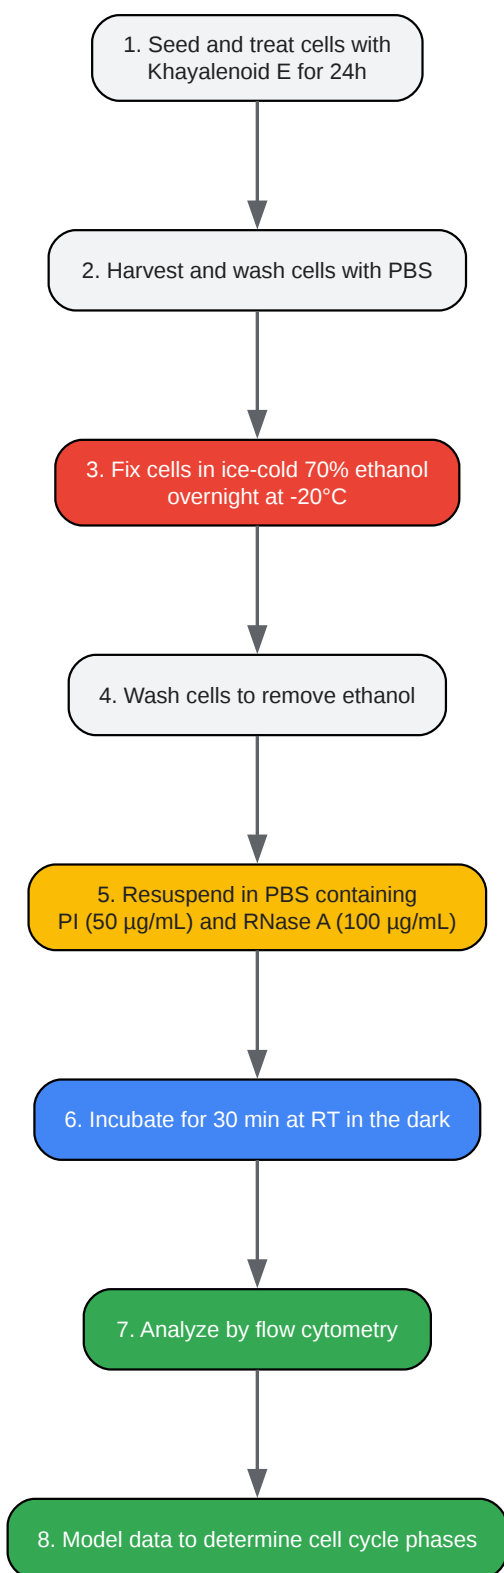 1. Seed and treat cells with
Khayalenoid E for 24h
2. Harvest and wash cells with PBS
3. Fix cells in ice-cold 70% ethanol
overnight at -20°C
4. Wash cells to remove ethanol
5. Resuspend in PBS containing
PI (50 µg/mL) and RNase A (100 µg/mL)
6. Incubate for 30 min at RT in the dark
7. Analyze by flow cytometry
8. Model data to determine cell cycle phases